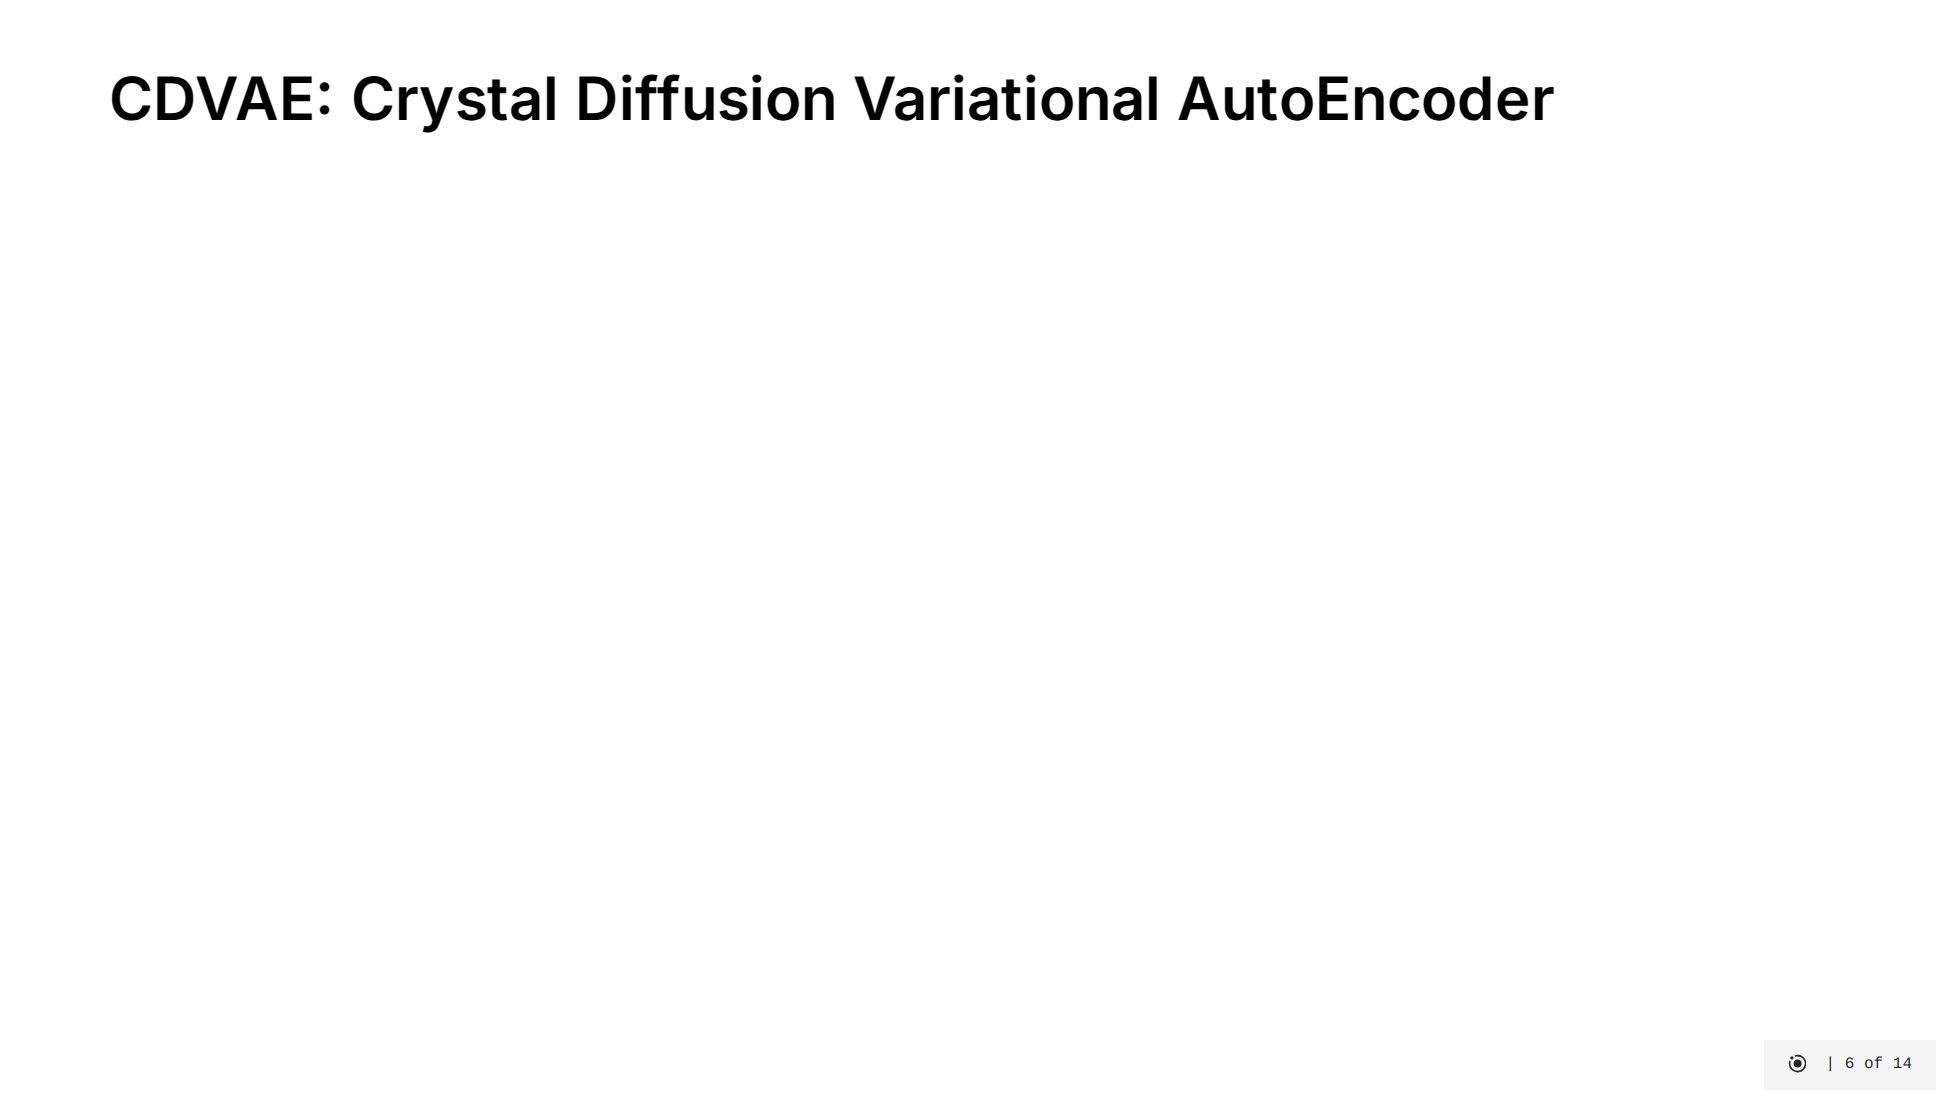 CDVAE: Crystal Diffusion Variational AutoEncoder
| 6 of 14